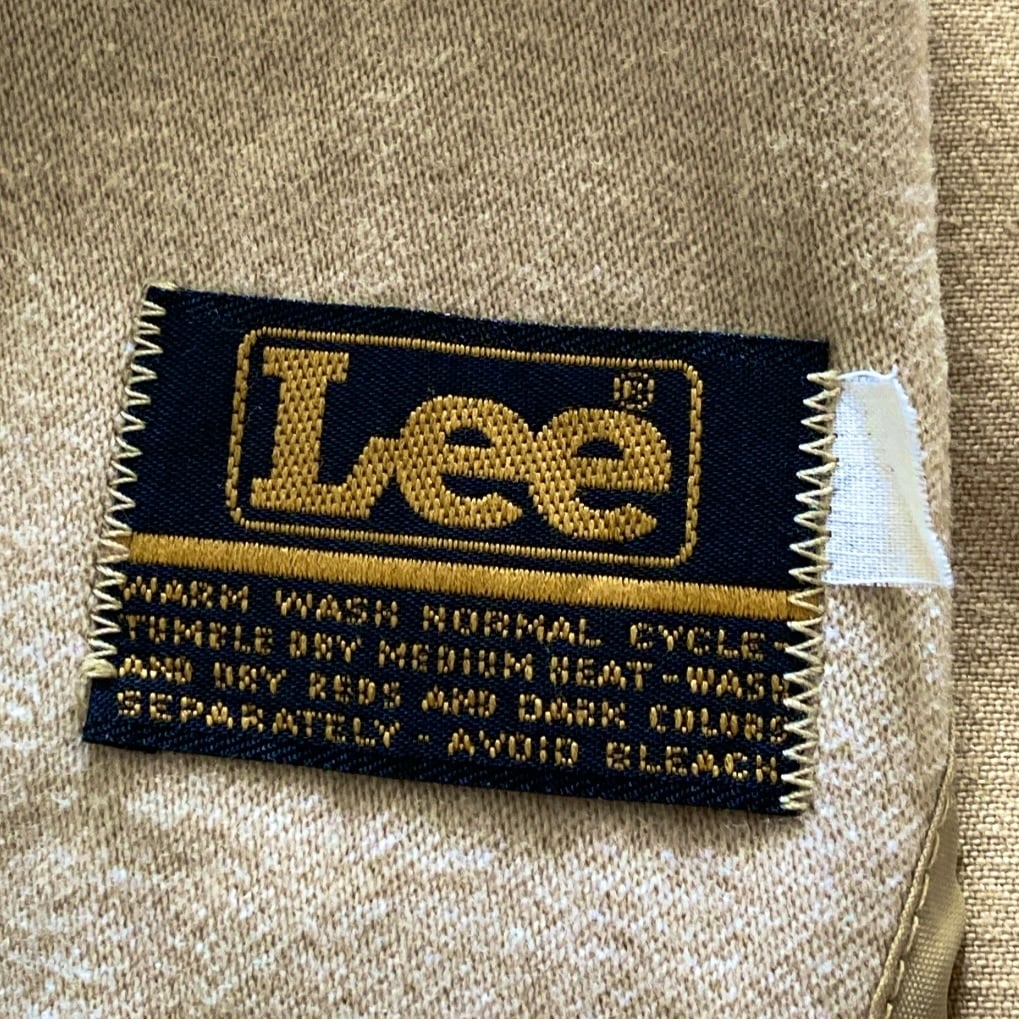 Lee®
WARM WASH NORMAL CYCLE-
TUMBLE DRY MEDIUM HEAT-WASH
AND DRY REDS AND DARK COLORS
SEPARATELY-AVOID BLEACH